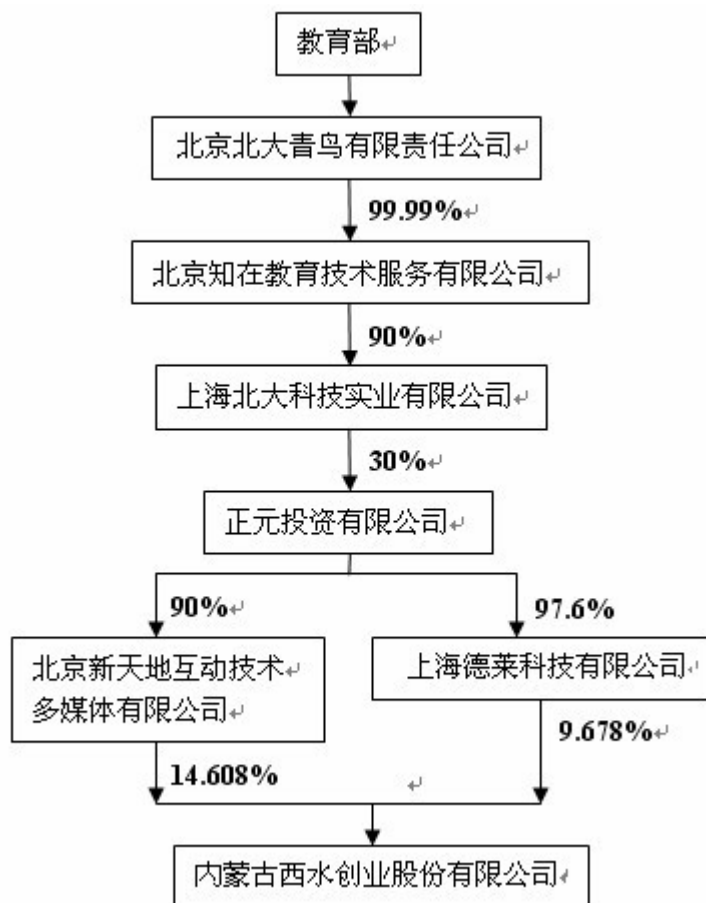 教育部
北京北大青鸟有限责任公司
99.99%
北京知在教育技术服务有限公司
90%
上海北大科技实业有限公司
30%
正元投资有限公司
90%
97.6%
北京新天地互动技术
多媒体有限公司
上海德莱科技有限公司
14.608%
9.678%
内蒙古西水创业股份有限公司